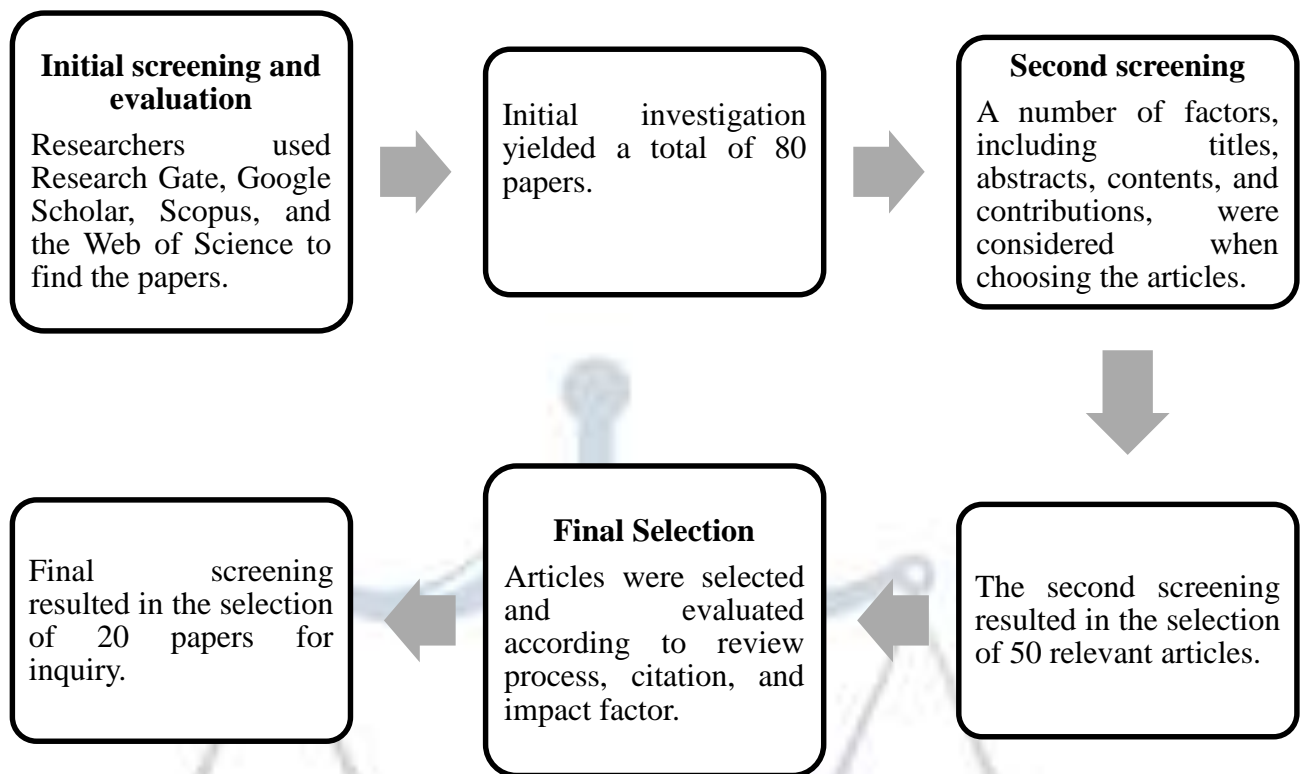 Initial screening and
evaluation
Researchers used
Research Gate, Google
Scholar, Scopus, and
the Web of Science to
find the papers.
Initial investigation
yielded a total of 80
papers.
Second screening
A number of factors,
including titles,
abstracts, contents, and
contributions, were
considered when
choosing the articles.
The second screening
resulted in the selection
of 50 relevant articles.
Final Selection
Articles were selected
and evaluated
according to review
process, citation, and
impact factor.
Final screening
resulted in the selection
of 20 papers for
inquiry.